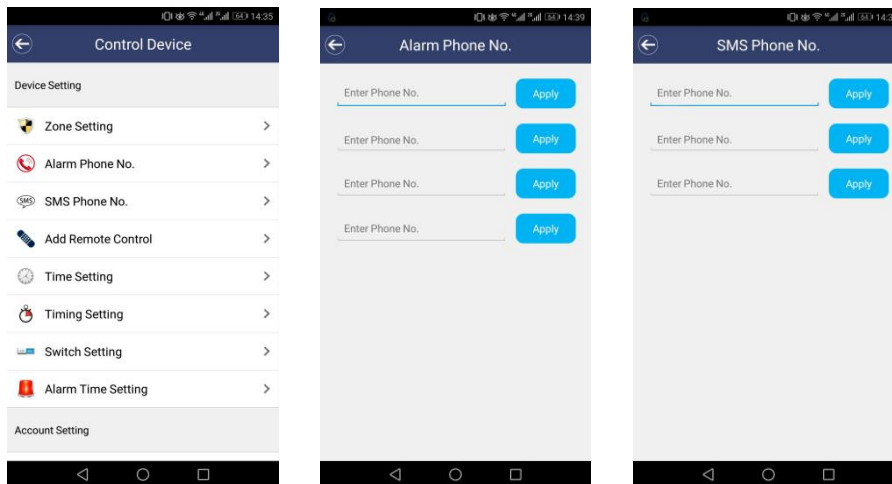 14:35
Control Device
Device Setting
Zone Setting
Alarm Phone No.
SMS
SMS Phone No.
Add Remote Control
Time Setting
Timing Setting
Switch Setting
Alarm Time Setting
Account Setting
14:39
Alarm Phone No.
Enter Phone No. Apply
Enter Phone No. Apply
Enter Phone No. Apply
Enter Phone No. Apply
SMS Phone No.
Enter Phone No. Apply
Enter Phone No. Apply
Enter Phone No. Apply